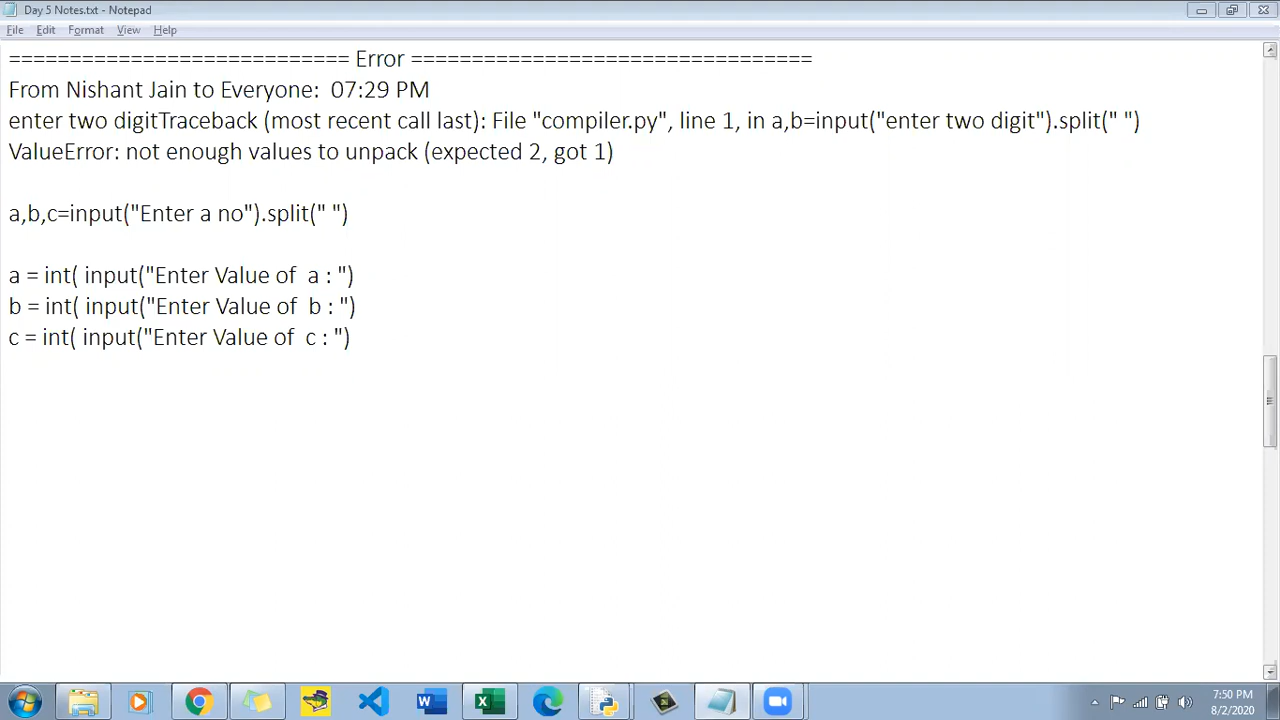 Day 5 Notes.txt - Notepad
File Edit Format View Help
============================ Error =================================
From Nishant Jain to Everyone:  07:29 PM
enter two digitTraceback (most recent call last): File "compiler.py", line 1, in a,b=input("enter two digit").split(" ")
ValueError: not enough values to unpack (expected 2, got 1)
a,b,c=input("Enter a no").split(" ")
a = int( input("Enter Value of  a : ")
b = int( input("Enter Value of  b : ")
c = int( input("Enter Value of  c : ")
7:50 PM
8/2/2020